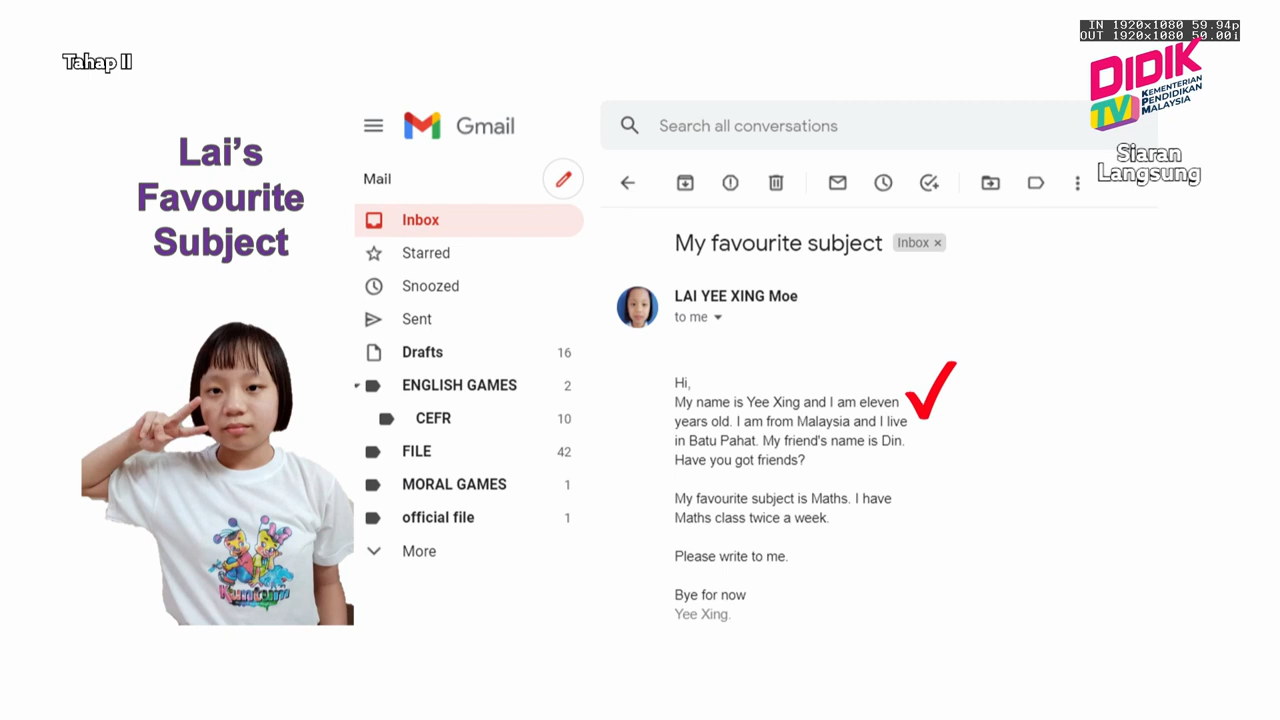 IN 1920x1080 59.94p
OUT 1920x1080 50.00i
Tahap II
DIDIK
TV
KEMENTERIAN
PENDIDIKAN
MALAYSIA
Siaran
Langsung
Lai's
Favourite
Subject
Kuntum
Gmail
Search all conversations
Mail
Inbox
Starred
Snoozed
Sent
Drafts 16
ENGLISH GAMES 2
CEFR 10
FILE 42
MORAL GAMES 1
official file 1
More
My favourite subject Inbox ×
LAI YEE XING Moe
to me
Hi,
My name is Yee Xing and I am eleven
years old. I am from Malaysia and I live
in Batu Pahat. My friend's name is Din.
Have you got friends?
My favourite subject is Maths. I have
Maths class twice a week.
Please write to me.
Bye for now
Yee Xing.